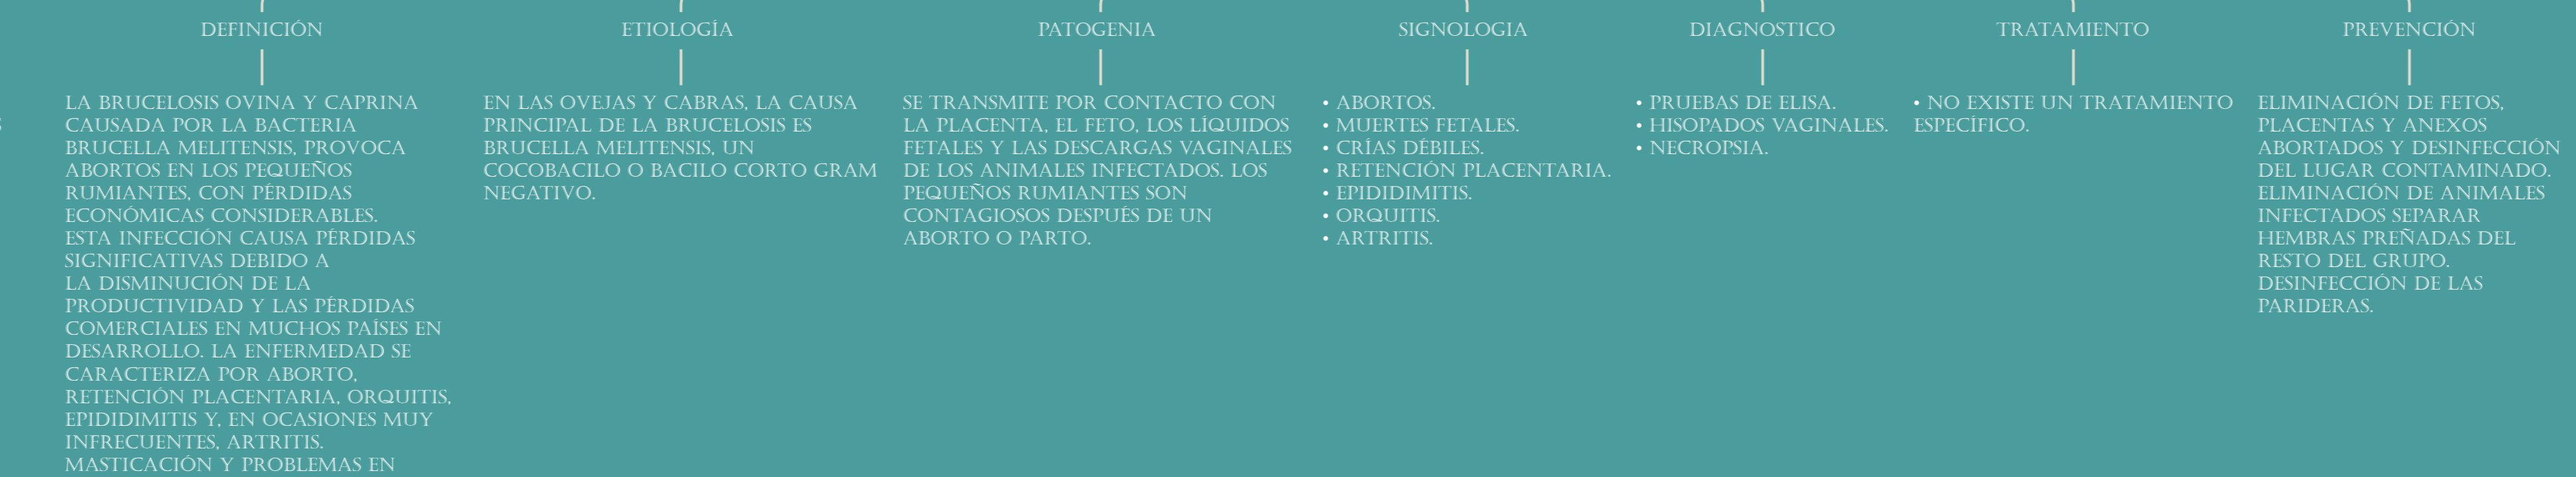 DEFINICIÓN
LA BRUCELOSIS OVINA Y CAPRINA
CAUSADA POR LA BACTERIA
BRUCELLA MELITENSIS, PROVOCA
ABORTOS EN LOS PEQUEÑOS
RUMIANTES, CON PÉRDIDAS
ECONÓMICAS CONSIDERABLES.
ESTA INFECCIÓN CAUSA PÉRDIDAS
SIGNIFICATIVAS DEBIDO A
LA DISMINUCIÓN DE LA
PRODUCTIVIDAD Y LAS PÉRDIDAS
COMERCIALES EN MUCHOS PAÍSES EN
DESARROLLO. LA ENFERMEDAD SE
CARACTERIZA POR ABORTO,
RETENCIÓN PLACENTARIA, ORQUITIS,
EPIDIDIMITIS Y, EN OCASIONES MUY
INFRECUENTES, ARTRITIS.
MASTICACIÓN Y PROBLEMAS EN
ETIOLOGÍA
EN LAS OVEJAS Y CABRAS, LA CAUSA
PRINCIPAL DE LA BRUCELOSIS ES
BRUCELLA MELITENSIS, UN
COCOBACILO O BACILO CORTO GRAM
NEGATIVO.
PATOGENIA
SE TRANSMITE POR CONTACTO CON
LA PLACENTA, EL FETO, LOS LÍQUIDOS
FETALES Y LAS DESCARGAS VAGINALES
DE LOS ANIMALES INFECTADOS. LOS
PEQUEÑOS RUMIANTES SON
CONTAGIOSOS DESPUÉS DE UN
ABORTO O PARTO.
SIGNOLOGIA
• ABORTOS.
• MUERTES FETALES.
• CRÍAS DÉBILES.
• RETENCIÓN PLACENTARIA.
• EPIDIDIMITIS.
• ORQUITIS.
• ARTRITIS.
DIAGNOSTICO
• PRUEBAS DE ELISA.
• HISOPADOS VAGINALES.
• NECROPSIA.
TRATAMIENTO
• NO EXISTE UN TRATAMIENTO
ESPECÍFICO.
PREVENCIÓN
ELIMINACIÓN DE FETOS,
PLACENTAS Y ANEXOS
ABORTADOS Y DESINFECCIÓN
DEL LUGAR CONTAMINADO.
ELIMINACIÓN DE ANIMALES
INFECTADOS SEPARAR
HEMBRAS PREÑADAS DEL
RESTO DEL GRUPO.
DESINFECCIÓN DE LAS
PARIDERAS.